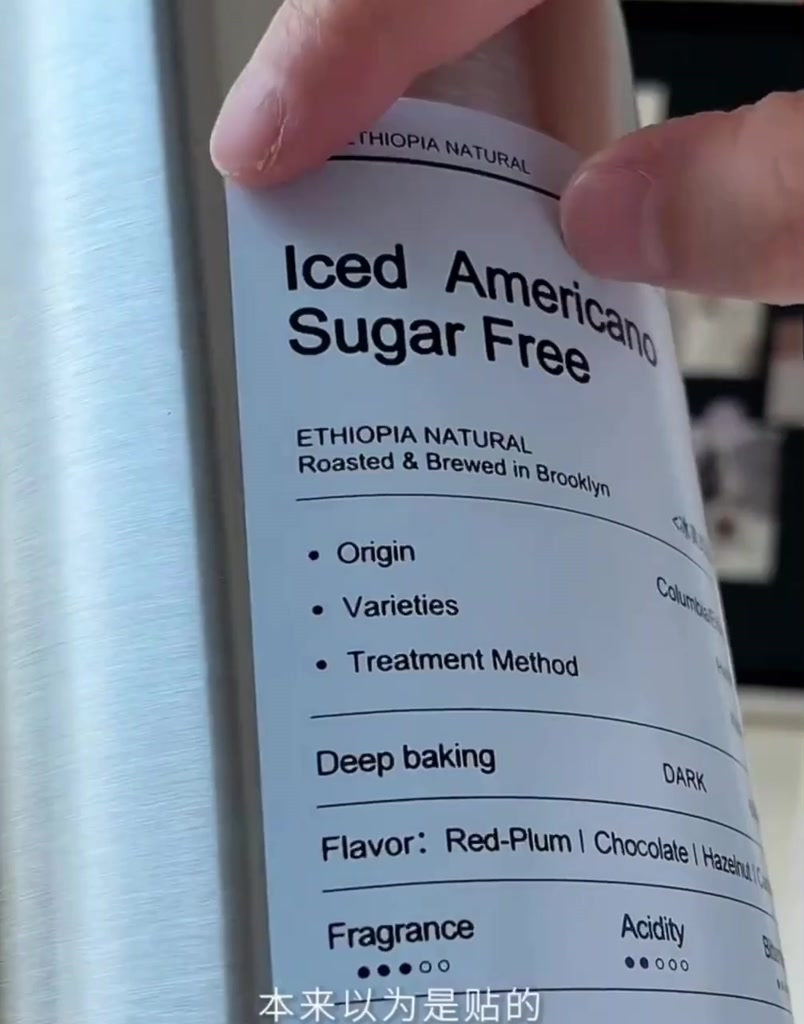 THIOPIA NATURAL
Iced Americano
Sugar Free
ETHIOPIA NATURAL
Roasted & Brewed in Brooklyn
• Origin
• Varieties
• Treatment Method
Deep baking DARK
Flavor： Red-Plum | Chocolate | Hazelnut |
Fragrance Acidity
●●●○○ ●●○○○
本来以为是贴的